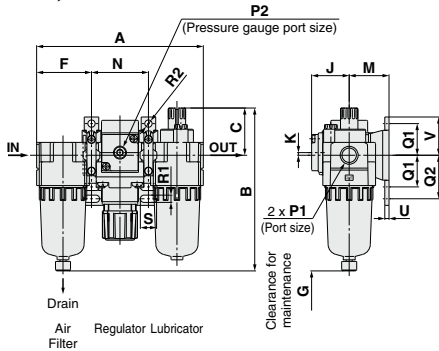 P2
(Pressure gauge port size)
A
F
N
R2
J
M
C
K
V
Q1
IN
OUT
R1
Q1
Q2
B
S
2 x P1
(Port size)
U
Clearance for
maintenance
G
Drain
Air
Filter
Regulator
Lubricator